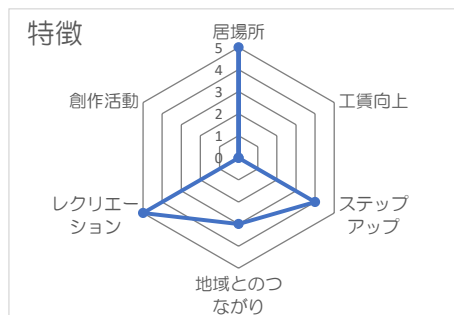 特徴
居場所
5
4
3
2
1
0
創作活動
工賃向上
レクリエー
ション
ステップ
アップ
地域とのつ
ながり